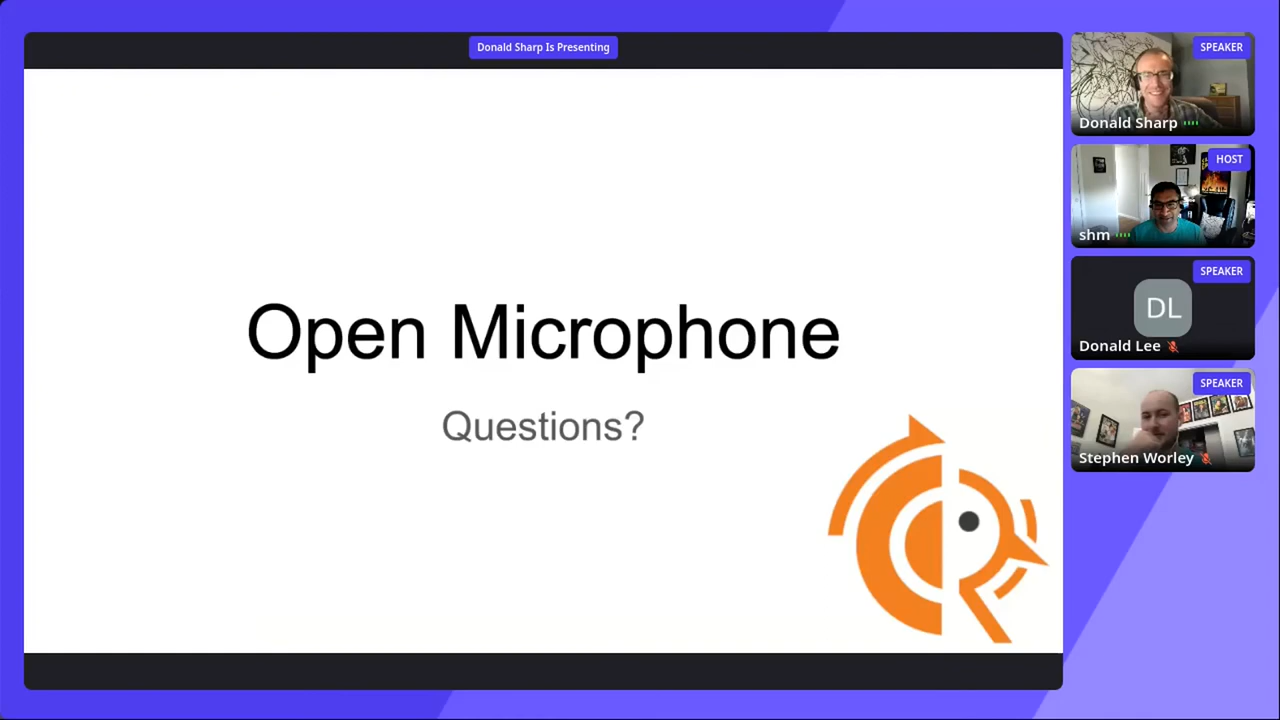 Donald Sharp Is Presenting
Open Microphone
Questions?
SPEAKER
Donald Sharp
HOST
shm
SPEAKER
DL
Donald Lee
SPEAKER
Stephen Worley